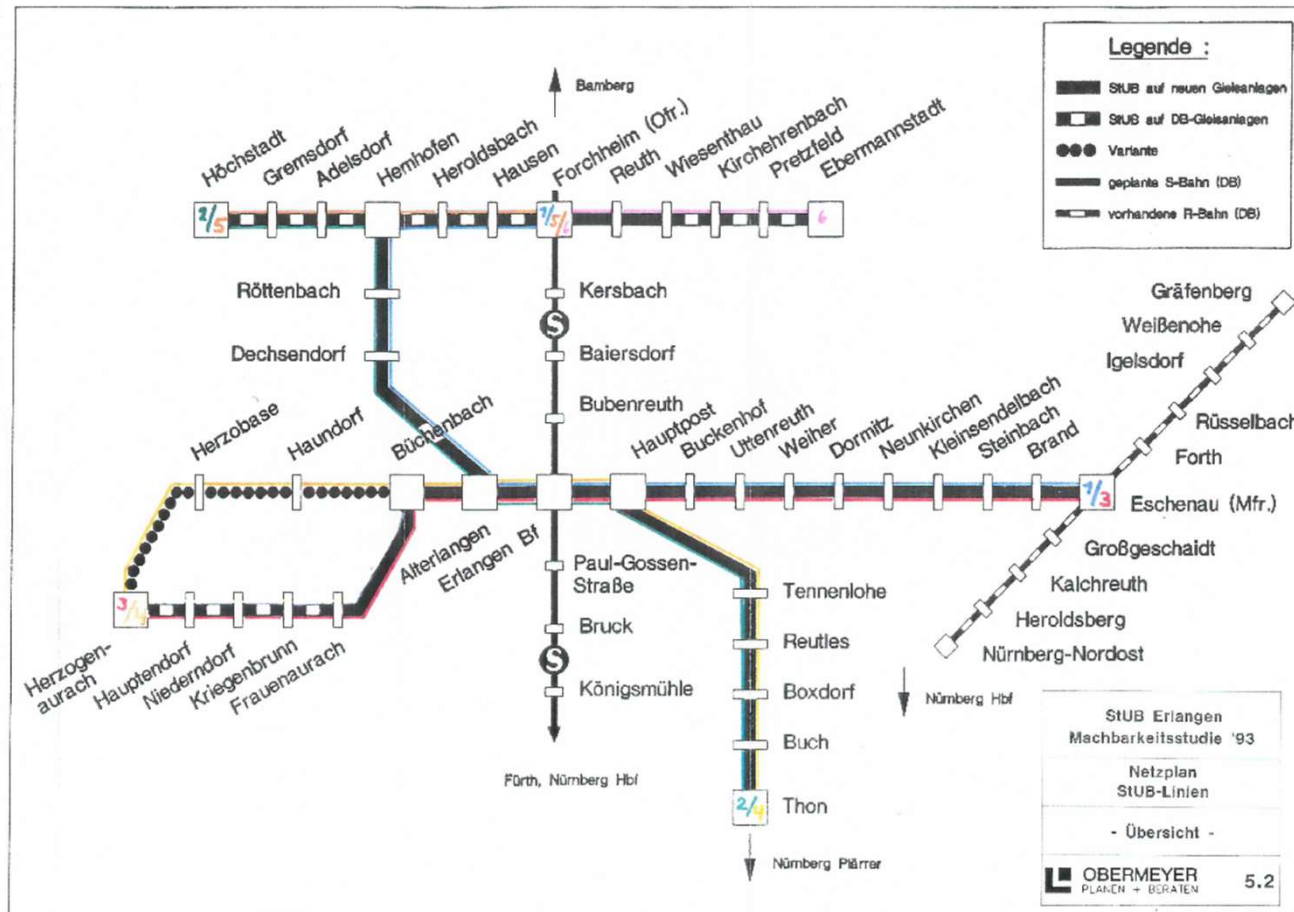 Legende :
StUB auf neuen Gleisanlagen
StUB auf DB-Gleisanlagen
Variante
geplante S-Bahn (DB)
vorhandene R-Bahn (DB)
Bamberg
Höchstadt
Gremsdorf
Adelsdorf
Hemhofen
Heroldsbach
Hausen
Forchheim (Ofr.)
Reuth
Wiesenthau
Kirchehrenbach
Pretzfeld
Ebermannstadt
2/5
1/5/6
6
Röttenbach
Dechsendorf
Kersbach
S
Baiersdorf
Bubenreuth
Gräfenberg
Weißenohe
Igelsdorf
Rüsselbach
Forth
Eschenau (Mfr.)
Großgeschaidt
Kalchreuth
Heroldsberg
Nürnberg-Nordost
Nürnberg Hbf
Herzobase
Haundorf
Büchenbach
Hauptpost
Buckenhof
Uttenreuth
Weiher
Dormitz
Neunkirchen
Kleinsendelbach
Steinbach
Brand
1/3
Alterlangen
Erlangen Bf
3/4
Herzogen-
aurach
Hauptendorf
Niederndorf
Kriegenbrunn
Frauenaurach
Paul-Gossen-
Straße
Bruck
S
Königsmühle
Fürth, Nürnberg Hbf
Tennenlohe
Reutles
Boxdorf
Buch
2/4
Thon
Nürnberg Plärrer
StUB Erlangen
Machbarkeitsstudie '93
Netzplan
StUB-Linien
- Übersicht -
OBERMEYER
PLANEN + BERATEN
5.2